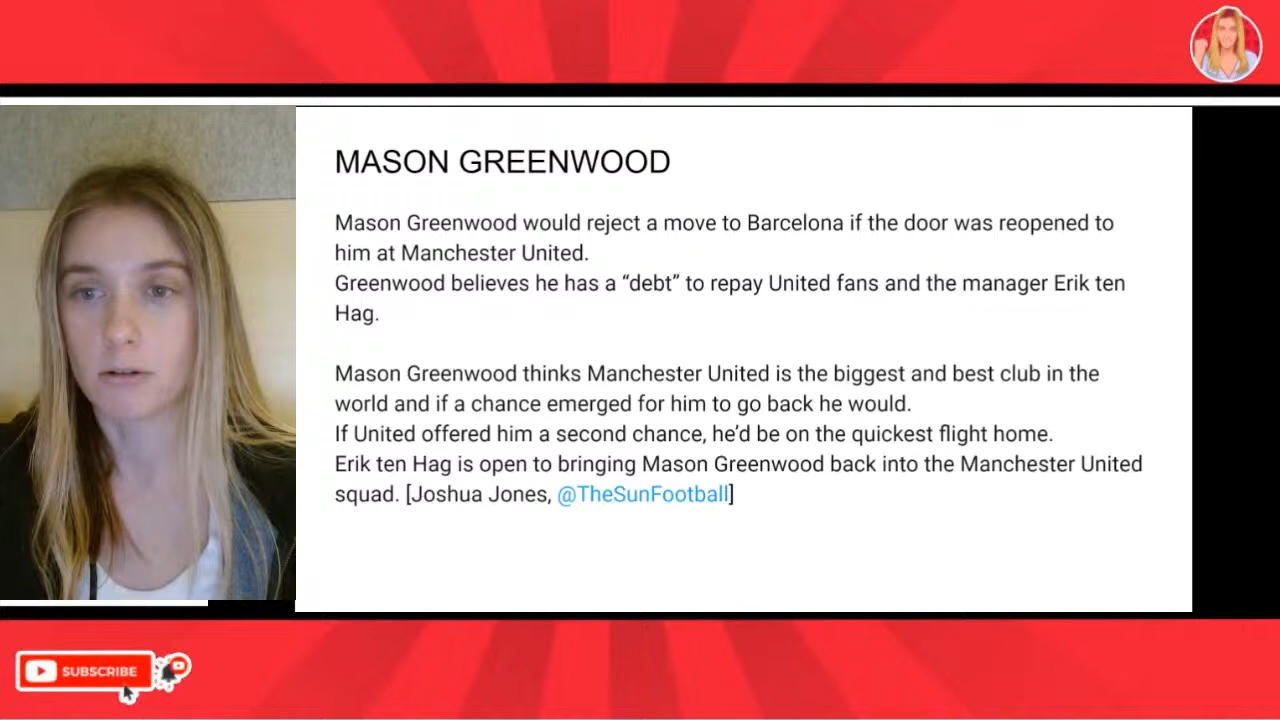 MASON GREENWOOD
Mason Greenwood would reject a move to Barcelona if the door was reopened to
him at Manchester United.
Greenwood believes he has a “debt” to repay United fans and the manager Erik ten
Hag.
Mason Greenwood thinks Manchester United is the biggest and best club in the
world and if a chance emerged for him to go back he would.
If United offered him a second chance, he’d be on the quickest flight home.
Erik ten Hag is open to bringing Mason Greenwood back into the Manchester United
squad. [Joshua Jones, @TheSunFootball]
SUBSCRIBE